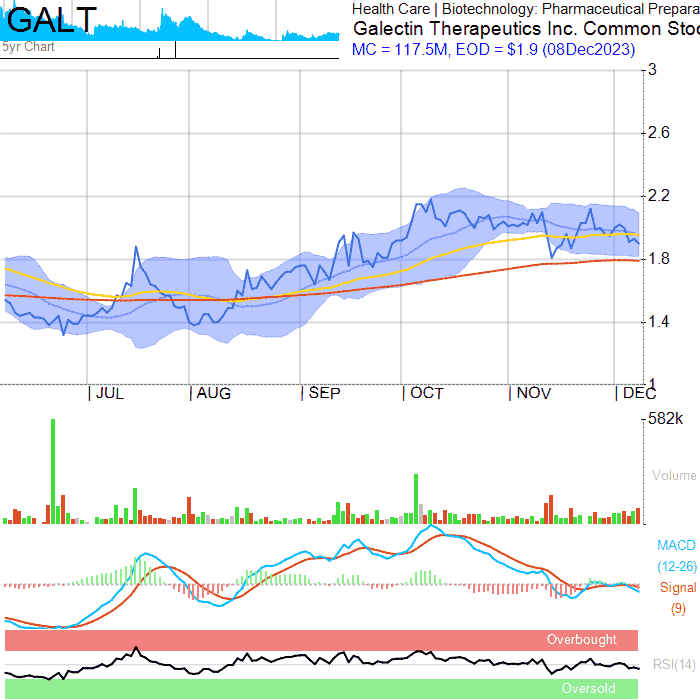 GALT
5yr Chart
Health Care | Biotechnology: Pharmaceutical Prepara
Galectin Therapeutics Inc. Common Stoc
MC = 117.5M, EOD = $1.9 (08Dec2023)
3
2.6
2.2
1.8
1.4
1
JUL
AUG
SEP
OCT
NOV
DEC
582k
Volume
MACD
(12-26)
Signal
(9)
Overbought
RSI(14)
Oversold